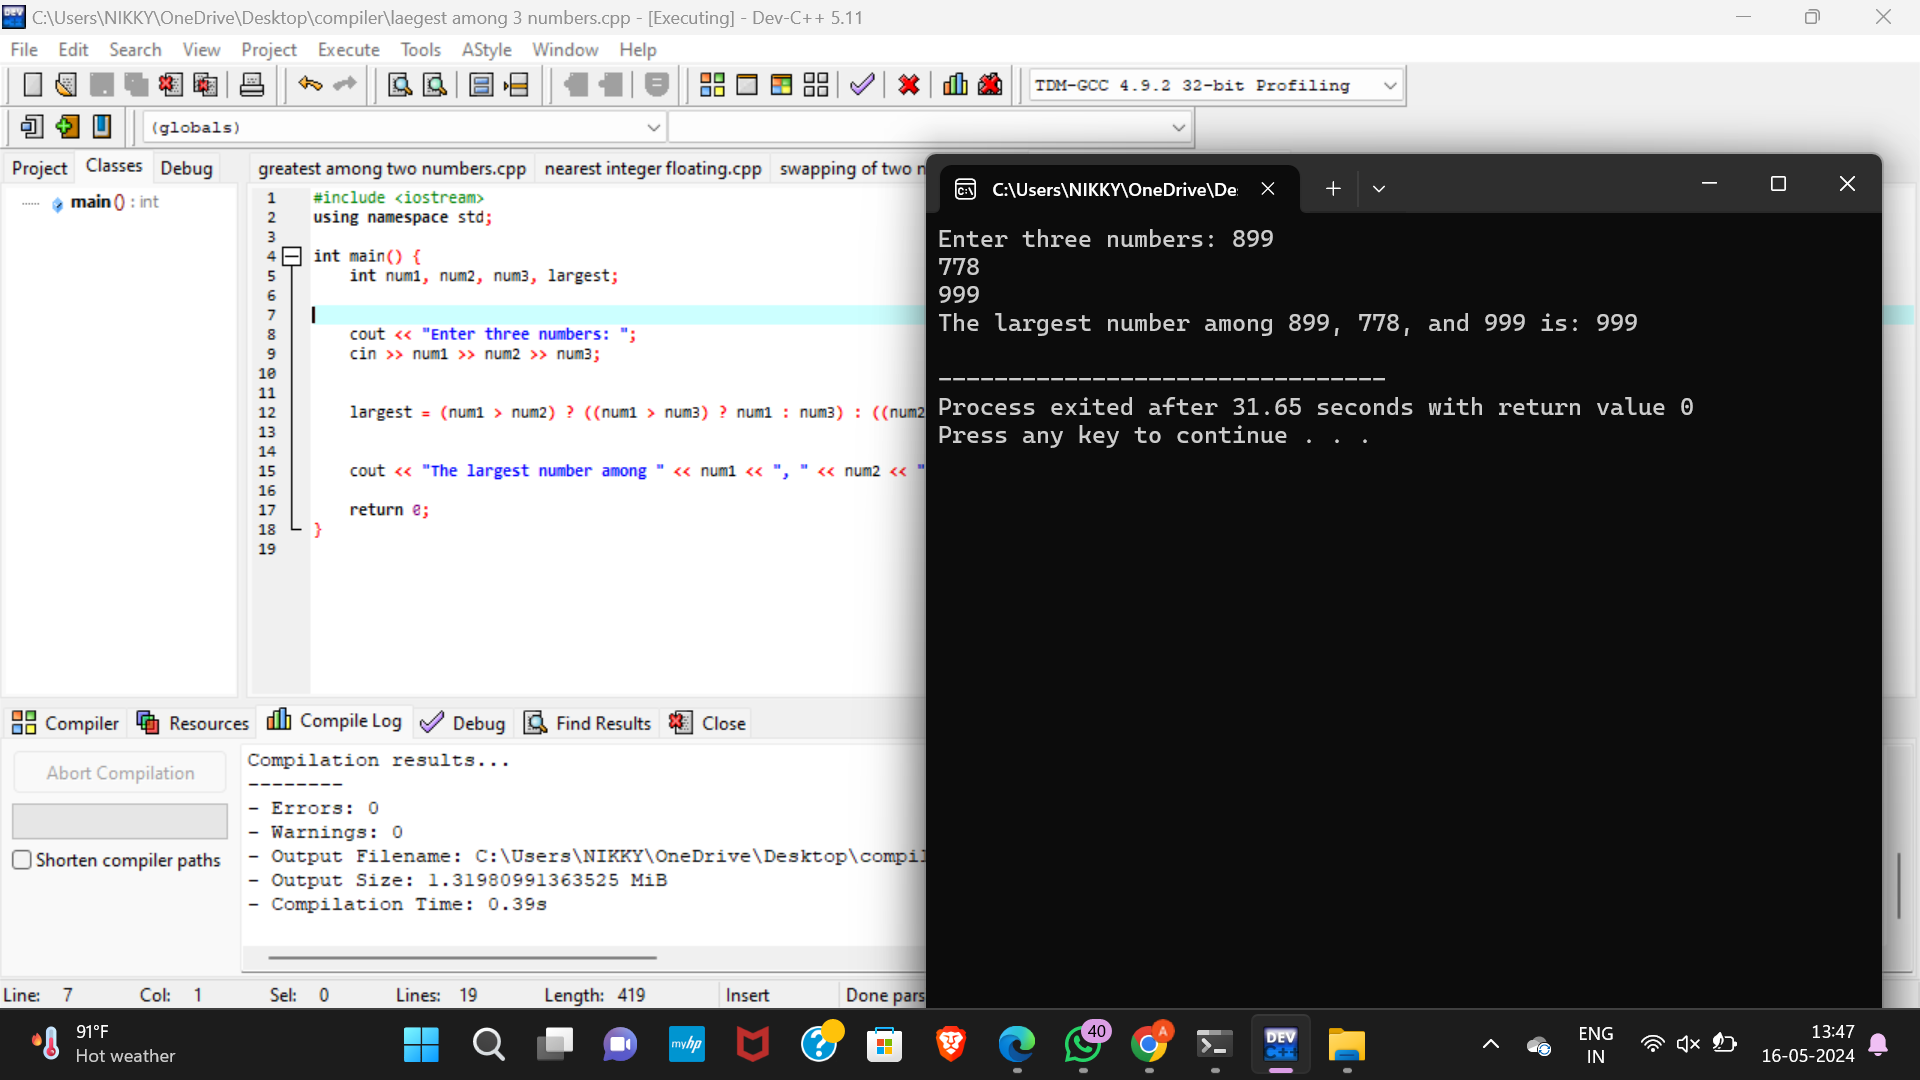 C:\Users\NIKKY\OneDrive\Desktop\compiler\laegest among 3 numbers.cpp - [Executing] - Dev-C++ 5.11
File Edit Search View Project Execute Tools AStyle Window Help
TDM-GCC 4.9.2 32-bit Profiling
(globals)
Project Classes Debug
main () : int
greatest among two numbers.cpp nearest integer floating.cpp swapping of two n
1 #include <iostream>
2 using namespace std;
3
4 int main() {
5 int num1, num2, num3, largest;
6
7
8 cout << "Enter three numbers: ";
9 cin >> num1 >> num2 >> num3;
10
11
12 largest = (num1 > num2) ? ((num1 > num3) ? num1 : num3) : ((num2
13
14
15 cout << "The largest number among " << num1 << ", " << num2 << "
16
17 return 0;
18 }
19
C:\Users\NIKKY\OneDrive\De
Enter three numbers: 899
778
999
The largest number among 899, 778, and 999 is: 999
--------------------------------
Process exited after 31.65 seconds with return value 0
Press any key to continue . . .
Compiler Resources Compile Log Debug Find Results Close
Abort Compilation
Shorten compiler paths
Compilation results...
--------
- Errors: 0
- Warnings: 0
- Output Filename: C:\Users\NIKKY\OneDrive\Desktop\compil
- Output Size: 1.31980991363525 MiB
- Compilation Time: 0.39s
Line: 7 Col: 1 Sel: 0 Lines: 19 Length: 419 Insert Done pars
91°F
Hot weather
myhp
40
A
DEV
C++
ENG
IN
13:47
16-05-2024